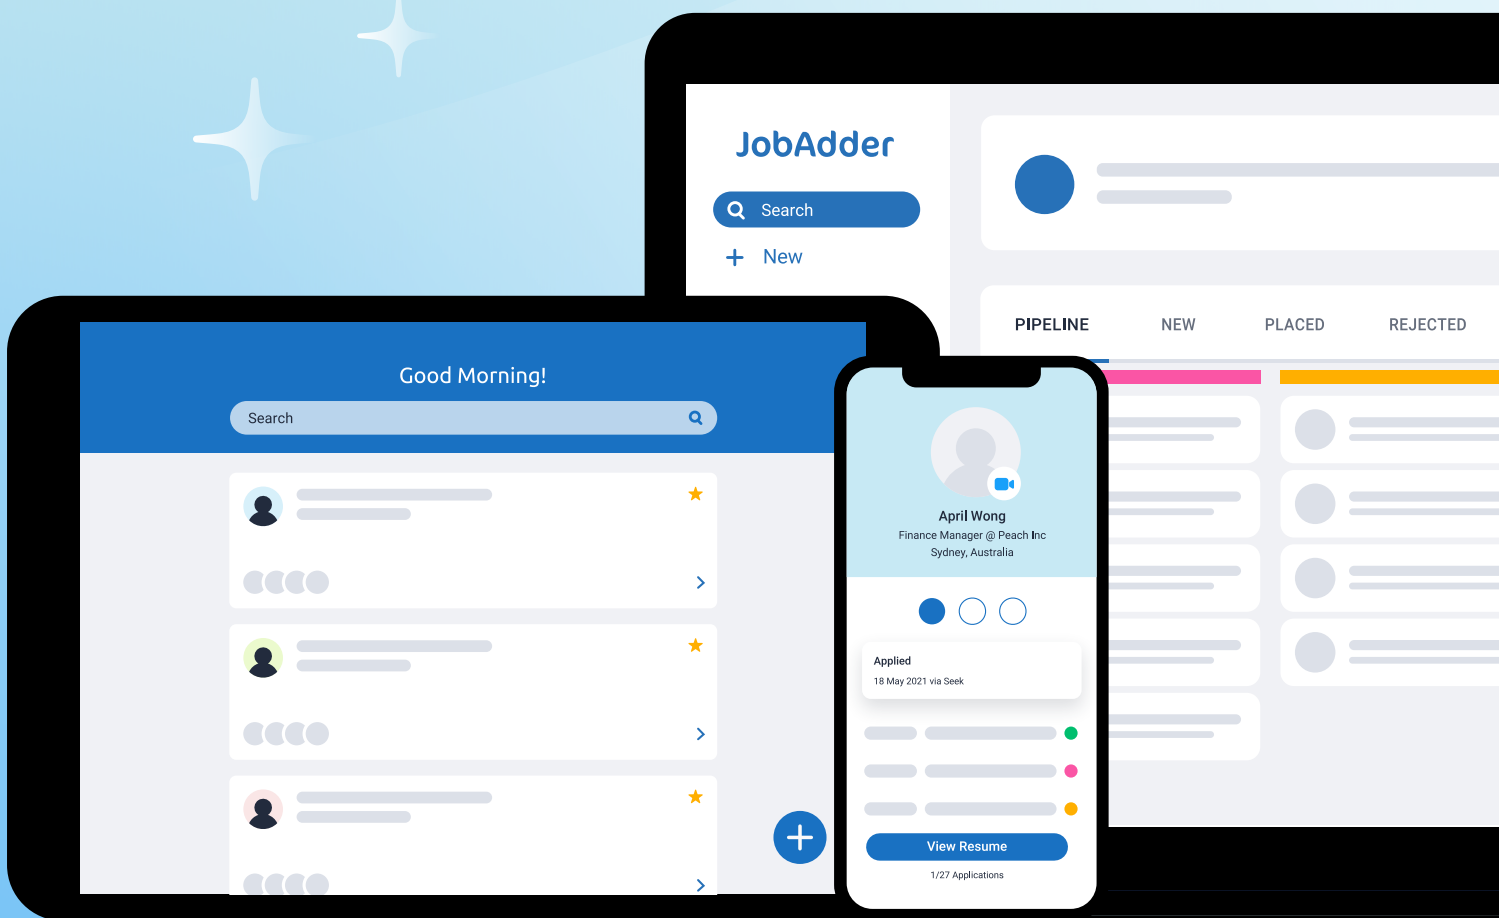 JobAdder
Search
New
PIPELINE NEW PLACED REJECTED
Good Morning!
Search
April Wong
Finance Manager @ Peach Inc
Sydney, Australia
Applied
18 May 2021 via Seek
View Resume
1/27 Applications